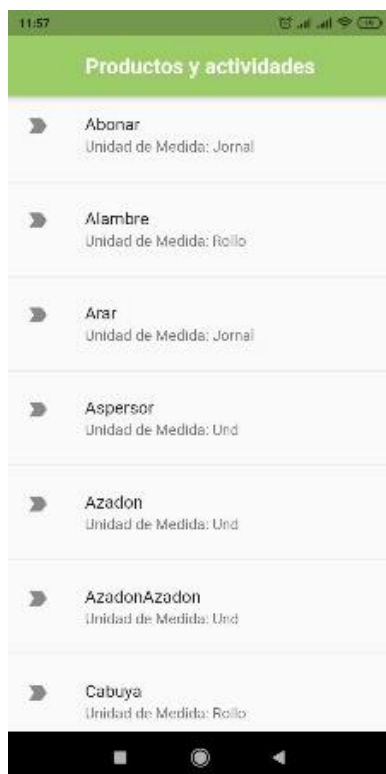 11:57
Productos y actividades
Abonar
Unidad de Medida: Jornal
Alambre
Unidad de Medida: Rollo
Arar
Unidad de Medida: Jornal
Aspersor
Unidad de Medida: Und
Azadon
Unidad de Medida: Und
AzadonAzadon
Unidad de Medida: Und
Cabuya
Unidad de Medida: Rollo